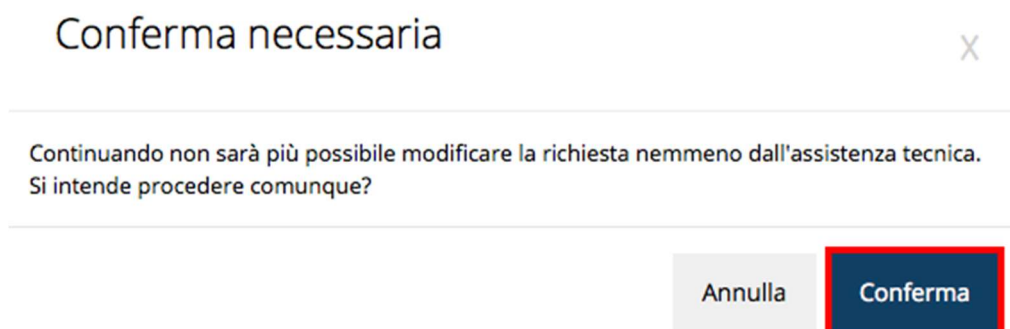 Conferma necessaria
X
Continuando non sarà più possibile modificare la richiesta nemmeno dall'assistenza tecnica.
Si intende procedere comunque?
Annulla
Conferma